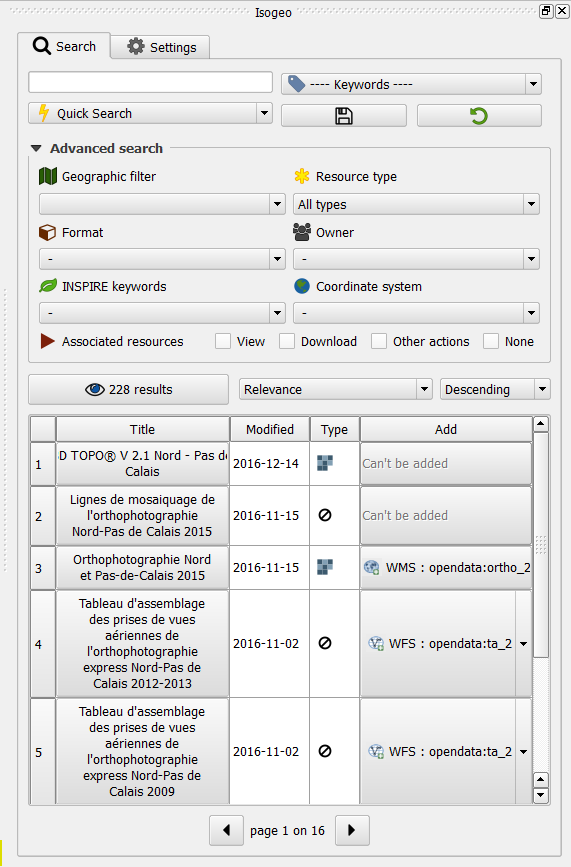 Isogeo
Search
Settings
---- Keywords ----
Quick Search
Advanced search
Geographic filter
Resource type
All types
Format
Owner
-
-
INSPIRE keywords
Coordinate system
-
-
Associated resources
View
Download
Other actions
None
228 results
Relevance
Descending
Title
Modified
Type
Add
1
D TOPO® V 2.1 Nord - Pas de
Calais
2016-12-14
Can't be added
2
Lignes de mosaiquage de
l'orthophotographie
Nord-Pas de Calais 2015
2016-11-15
Can't be added
3
Orthophotographie Nord
et Pas-de-Calais 2015
2016-11-15
WMS : opendata:ortho_2
4
Tableau d'assemblage
des prises de vues
aériennes de
l'orthophotographie
express Nord-Pas de
Calais 2012-2013
2016-11-02
WFS : opendata:ta_2
5
Tableau d'assemblage
des prises de vues
aériennes de
l'orthophotographie
express Nord-Pas de
Calais 2009
2016-11-02
WFS : opendata:ta_2
page 1 on 16